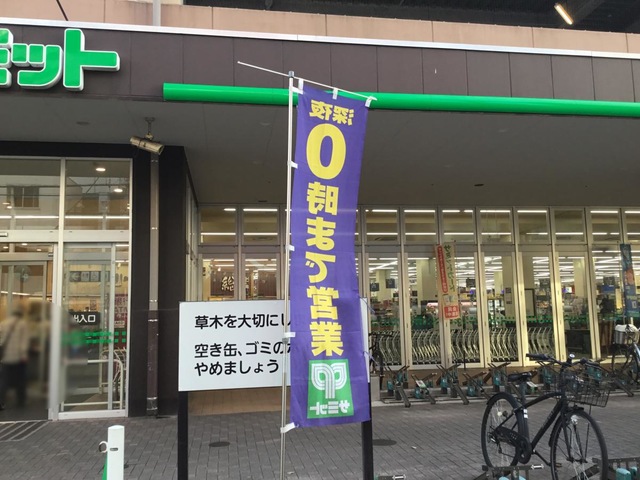 ミット
深夜
0
時まで営業
サミット
草木を大切にし
空き缶、ゴミの
やめましょう
出入口